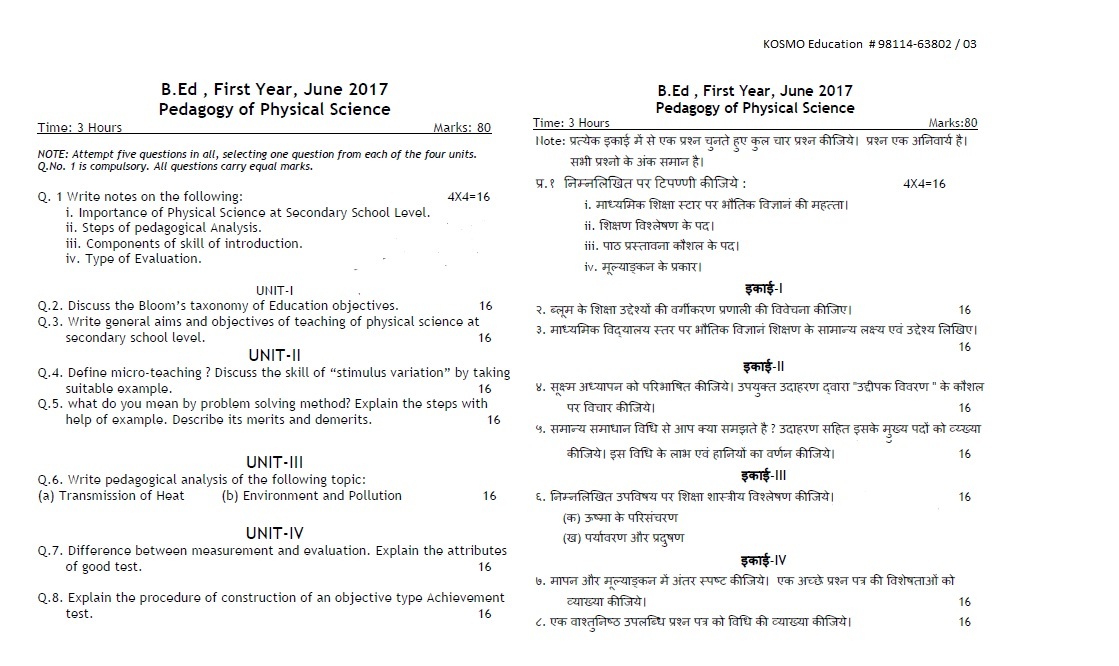 KOSMO Education # 98114-63802 / 03
B.Ed , First Year, June 2017
Pedagogy of Physical Science
Time: 3 Hours Marks: 80
NOTE: Attempt five questions in all, selecting one question from each of the four units.
Q.No. 1 is compulsory. All questions carry equal marks.
Q. 1 Write notes on the following: 4X4=16
i. Importance of Physical Science at Secondary School Level.
ii. Steps of pedagogical Analysis.
iii. Components of skill of introduction.
iv. Type of Evaluation.
UNIT-I
Q.2. Discuss the Bloom’s taxonomy of Education objectives. 16
Q.3. Write general aims and objectives of teaching of physical science at
secondary school level. 16
UNIT-II
Q.4. Define micro-teaching ? Discuss the skill of “stimulus variation” by taking
suitable example. 16
Q.5. what do you mean by problem solving method? Explain the steps with
help of example. Describe its merits and demerits. 16
UNIT-III
Q.6. Write pedagogical analysis of the following topic:
(a) Transmission of Heat (b) Environment and Pollution 16
UNIT-IV
Q.7. Difference between measurement and evaluation. Explain the attributes
of good test. 16
Q.8. Explain the procedure of construction of an objective type Achievement
test. 16
B.Ed , First Year, June 2017
Pedagogy of Physical Science
Time: 3 Hours Marks:80
Note: प्रत्येक इकाई में से एक प्रश्न चुनते हुए कुल चार प्रश्न कीजिये। प्रश्न एक अनिवार्य है।
सभी प्रश्नो के अंक समान है।
प्र.१ निम्नलिखित पर टिपण्णी कीजिये : 4X4=16
i. माध्यमिक शिक्षा स्टार पर भौतिक विज्ञानं की महत्ता।
ii. शिक्षण विश्लेषण के पद।
iii. पाठ प्रस्तावना कौशल के पद।
iv. मूल्याङ्कन के प्रकार।
इकाई-I
२. ब्लूम के शिक्षा उद्देश्यों की वर्गीकरण प्रणाली की विवेचना कीजिए। 16
३. माध्यमिक विद्यालय स्तर पर भौतिक विज्ञानं शिक्षण के सामान्य लक्ष्य एवं उद्देश्य लिखिए।
16
इकाई-II
४. सूक्ष्म अध्यापन को परिभाषित कीजिये। उपयुक्त उदाहरण द्वारा "उद्दीपक विवरण " के कौशल
पर विचार कीजिये। 16
५. समान्य समाधान विधि से आप क्या समझते है ? उदाहरण सहित इसके मुख्य पदों को व्य्ख्या
कीजिये। इस विधि के लाभ एवं हानियों का वर्णन कीजिये। 16
इकाई-III
६. निम्नलिखित उपविषय पर शिक्षा शास्त्रीय विश्लेषण कीजिये। 16
(क) ऊष्मा के परिसंचरण
(ख) पर्यावरण और प्रदुषण
इकाई-IV
७. मापन और मूल्याङ्कन में अंतर स्पष्ट कीजिये। एक अच्छे प्रश्न पत्र की विशेषताओं को
व्याख्या कीजिये। 16
८. एक वाश्तुनिष्ठ उपलब्धि प्रश्न पत्र को विधि की व्याख्या कीजिये। 16